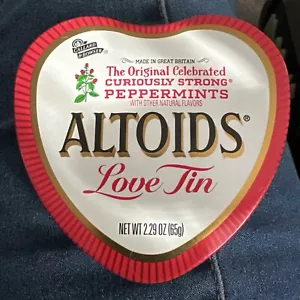 CALLARD
& BOWSER
MADE IN GREAT BRITAIN
The Original Celebrated
CURIOUSLY STRONG®
PEPPERMINTS
WITH OTHER NATURAL FLAVORS
ALTOIDS®
Love Tin
NET WT 2.29 OZ (65g)